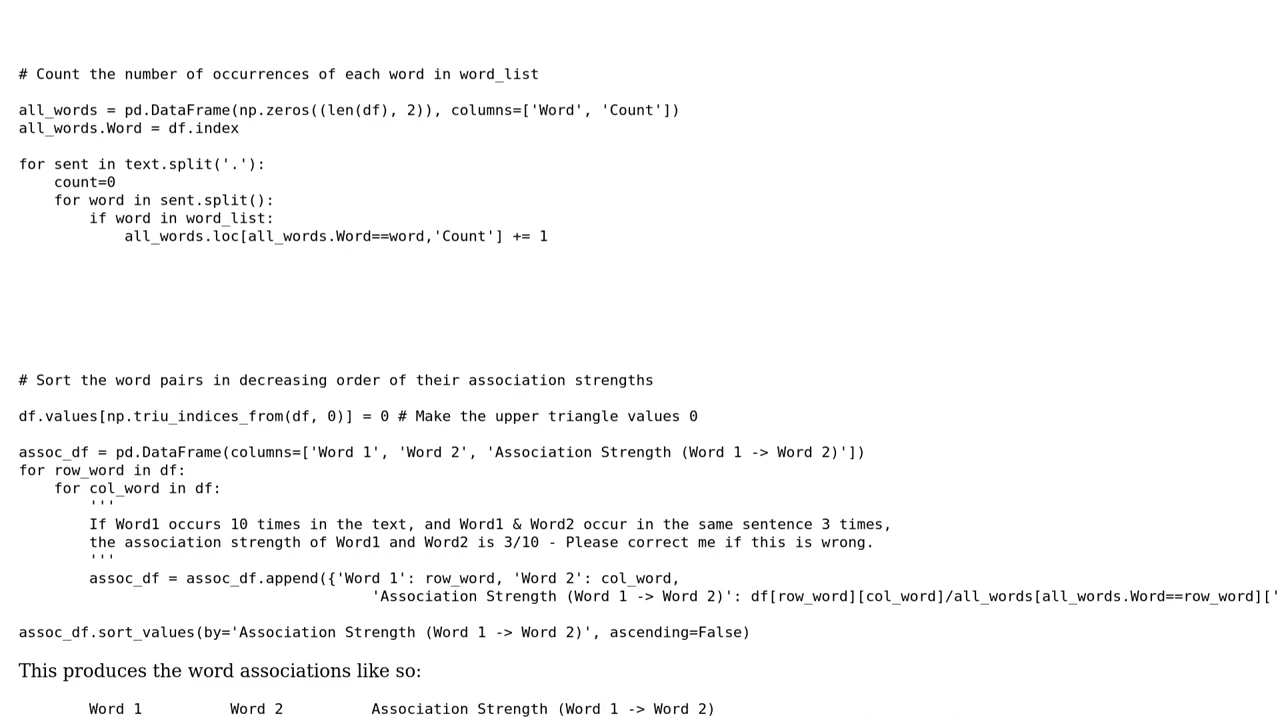 # Count the number of occurrences of each word in word_list
all_words = pd.DataFrame(np.zeros((len(df), 2)), columns=['Word', 'Count'])
all_words.Word = df.index
for sent in text.split('.'):
    count=0
    for word in sent.split():
        if word in word_list:
            all_words.loc[all_words.Word==word,'Count'] += 1
# Sort the word pairs in decreasing order of their association strengths
df.values[np.triu_indices_from(df, 0)] = 0 # Make the upper triangle values 0
assoc_df = pd.DataFrame(columns=['Word 1', 'Word 2', 'Association Strength (Word 1 -> Word 2)'])
for row_word in df:
    for col_word in df:
        '''
        If Word1 occurs 10 times in the text, and Word1 & Word2 occur in the same sentence 3 times,
        the association strength of Word1 and Word2 is 3/10 - Please correct me if this is wrong.
        '''
        assoc_df = assoc_df.append({'Word 1': row_word, 'Word 2': col_word,
                                        'Association Strength (Word 1 -> Word 2)': df[row_word][col_word]/all_words[all_words.Word==row_word]['
assoc_df.sort_values(by='Association Strength (Word 1 -> Word 2)', ascending=False)
This produces the word associations like so:
        Word 1          Word 2          Association Strength (Word 1 -> Word 2)